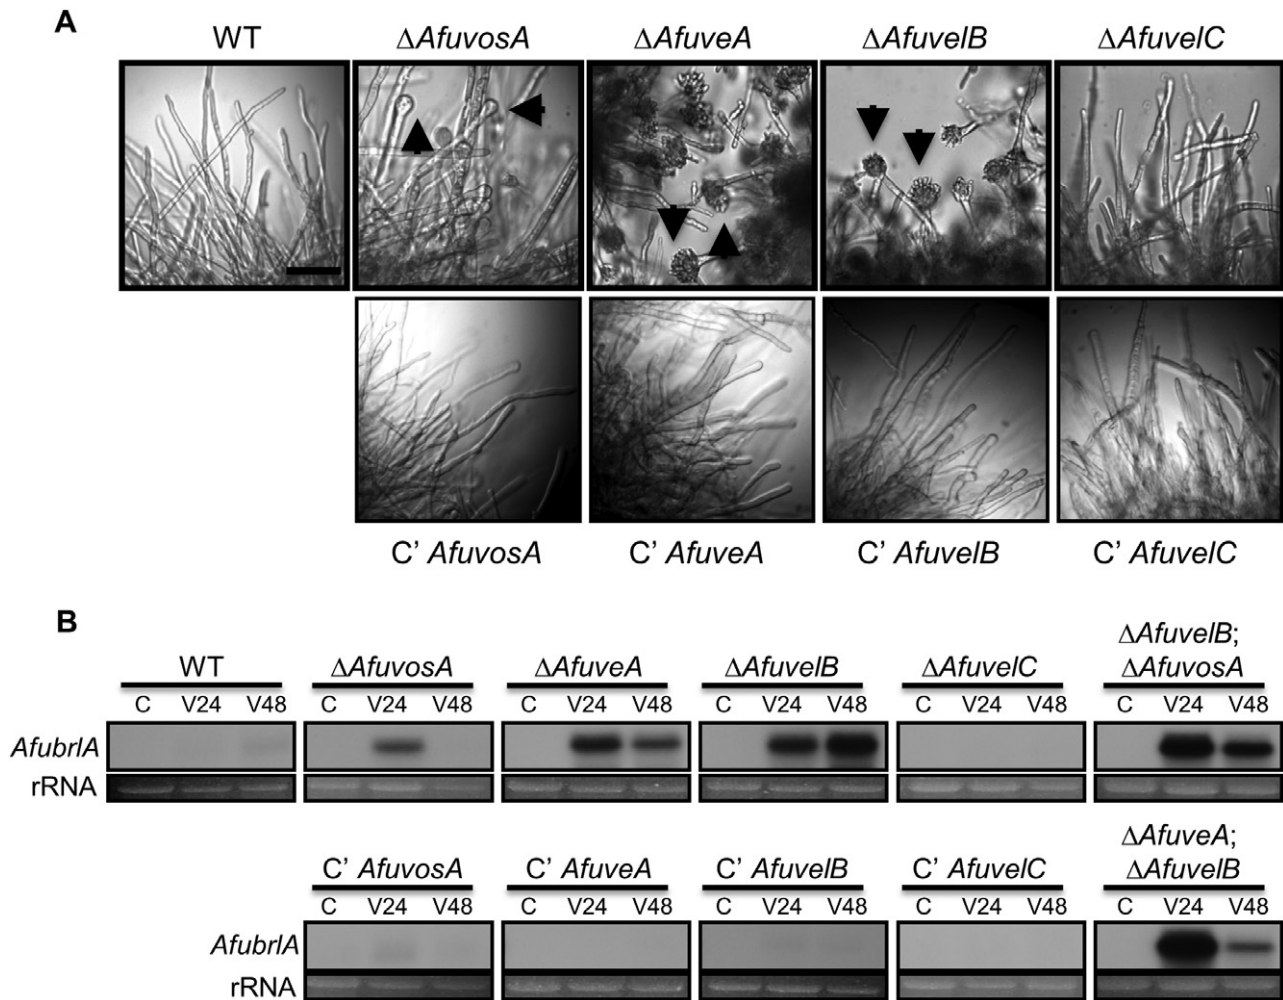 A
WT ΔAfuvosA ΔAfuveA ΔAfuvelB ΔAfuvelC
C’ AfuvosA C’ AfuveA C’ AfuvelB C’ AfuvelC
B
ΔAfuvelB;
WT ΔAfuvosA ΔAfuveA ΔAfuvelB ΔAfuvelC ΔAfuvosA
C V24 V48 C V24 V48 C V24 V48 C V24 V48 C V24 V48 C V24 V48
AfubrlA
rRNA
ΔAfuveA;
C’ AfuvosA C’ AfuveA C’ AfuvelB C’ AfuvelC ΔAfuvelB
C V24 V48 C V24 V48 C V24 V48 C V24 V48 C V24 V48
AfubrlA
rRNA